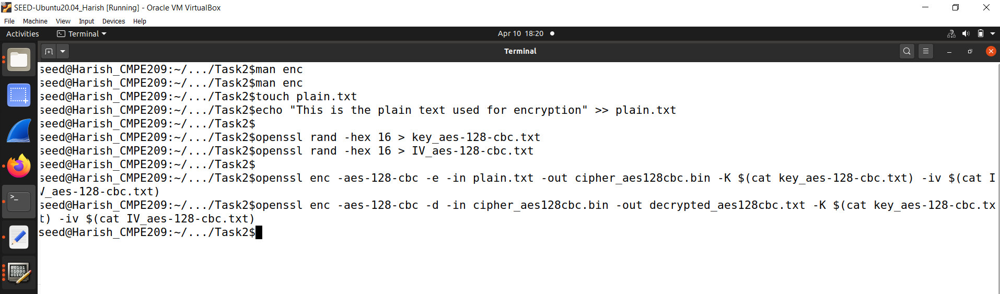 SEED-Ubuntu20.04_Harish [Running] - Oracle VM VirtualBox
File Machine View Input Devices Help
Activities Terminal Apr 10 18:20
Terminal
seed@Harish_CMPE209:~/.../Task2$man enc
seed@Harish_CMPE209:~/.../Task2$man enc
seed@Harish_CMPE209:~/.../Task2$touch plain.txt
seed@Harish_CMPE209:~/.../Task2$echo "This is the plain text used for encryption" >> plain.txt
seed@Harish_CMPE209:~/.../Task2$
seed@Harish_CMPE209:~/.../Task2$openssl rand -hex 16 > key_aes-128-cbc.txt
seed@Harish_CMPE209:~/.../Task2$openssl rand -hex 16 > IV_aes-128-cbc.txt
seed@Harish_CMPE209:~/.../Task2$
seed@Harish_CMPE209:~/.../Task2$openssl enc -aes-128-cbc -e -in plain.txt -out cipher_aes128cbc.bin -K $(cat key_aes-128-cbc.txt) -iv $(cat I
V_aes-128-cbc.txt)
seed@Harish_CMPE209:~/.../Task2$openssl enc -aes-128-cbc -d -in cipher_aes128cbc.bin -out decrypted_aes128cbc.txt -K $(cat key_aes-128-cbc.tx
t) -iv $(cat IV_aes-128-cbc.txt)
seed@Harish_CMPE209:~/.../Task2$
>_
00101
01000
01101